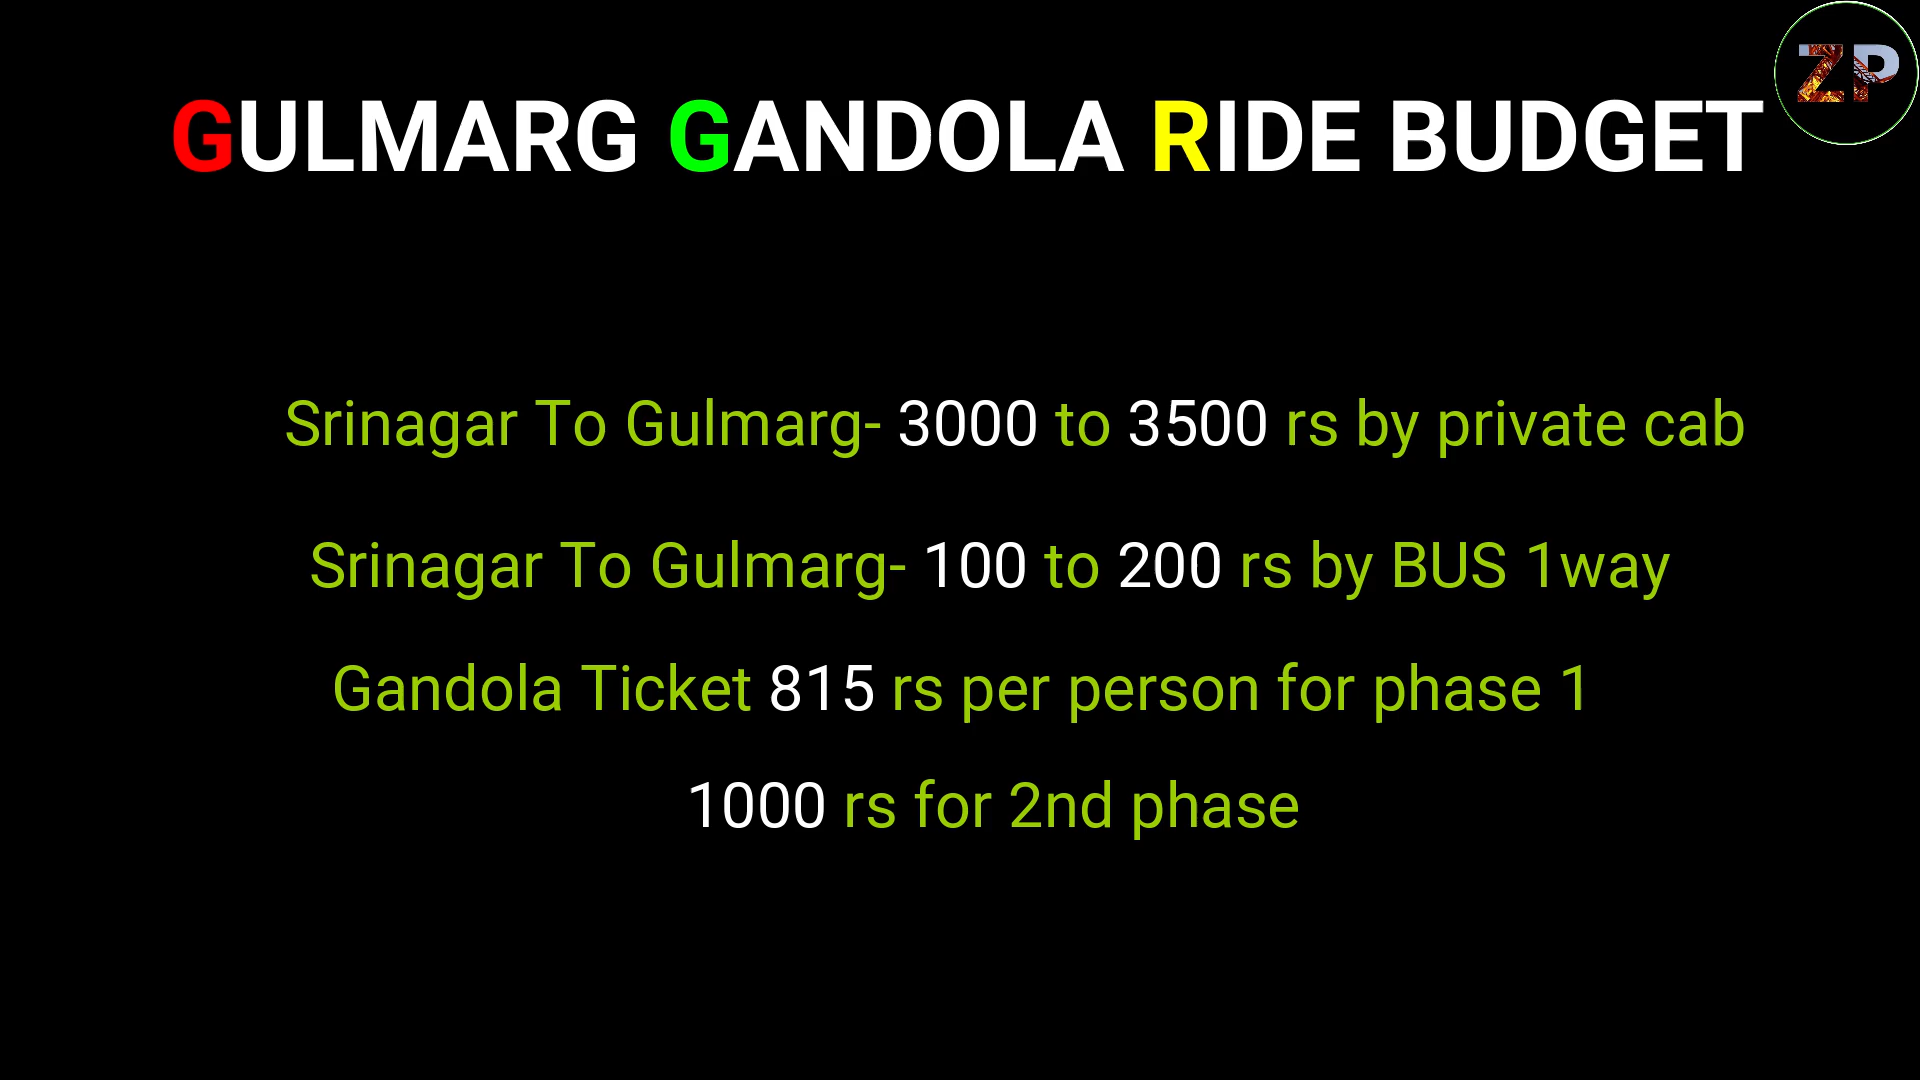 ZP
GULMARG GANDOLA RIDE BUDGET
Srinagar To Gulmarg- 3000 to 3500 rs by private cab
Srinagar To Gulmarg- 100 to 200 rs by BUS 1way
Gandola Ticket 815 rs per person for phase 1
1000 rs for 2nd phase